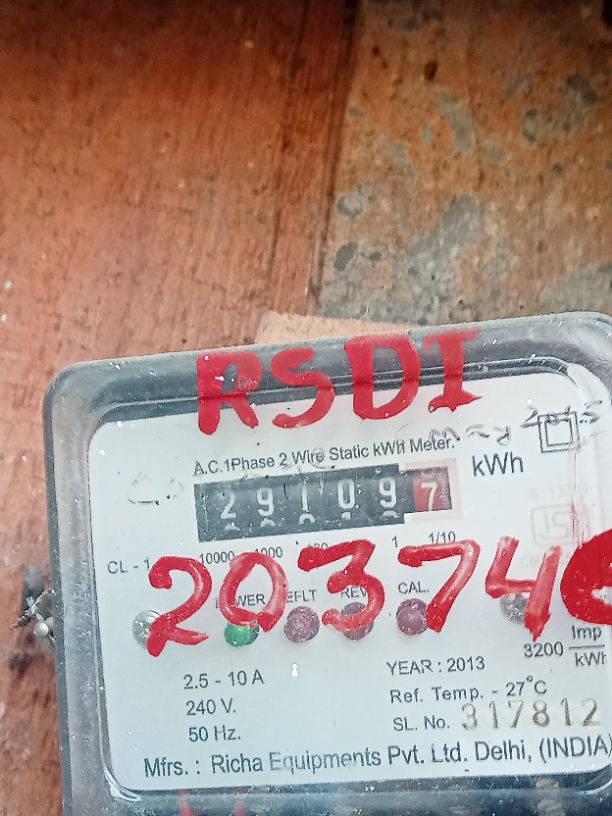 RSDI
A.C.1Phase 2 Wire Static kWh Meter.
29109 7 kWh
10000 1000 1 1/10
CL - 1
203746
EFLT REV CAL.
3200 Imp/kWh
2.5 - 10 A
240 V.
50 Hz.
YEAR : 2013
Ref. Temp. - 27°C
SL. No. 317812
Mfrs. : Richa Equipments Pvt. Ltd. Delhi, (INDIA)